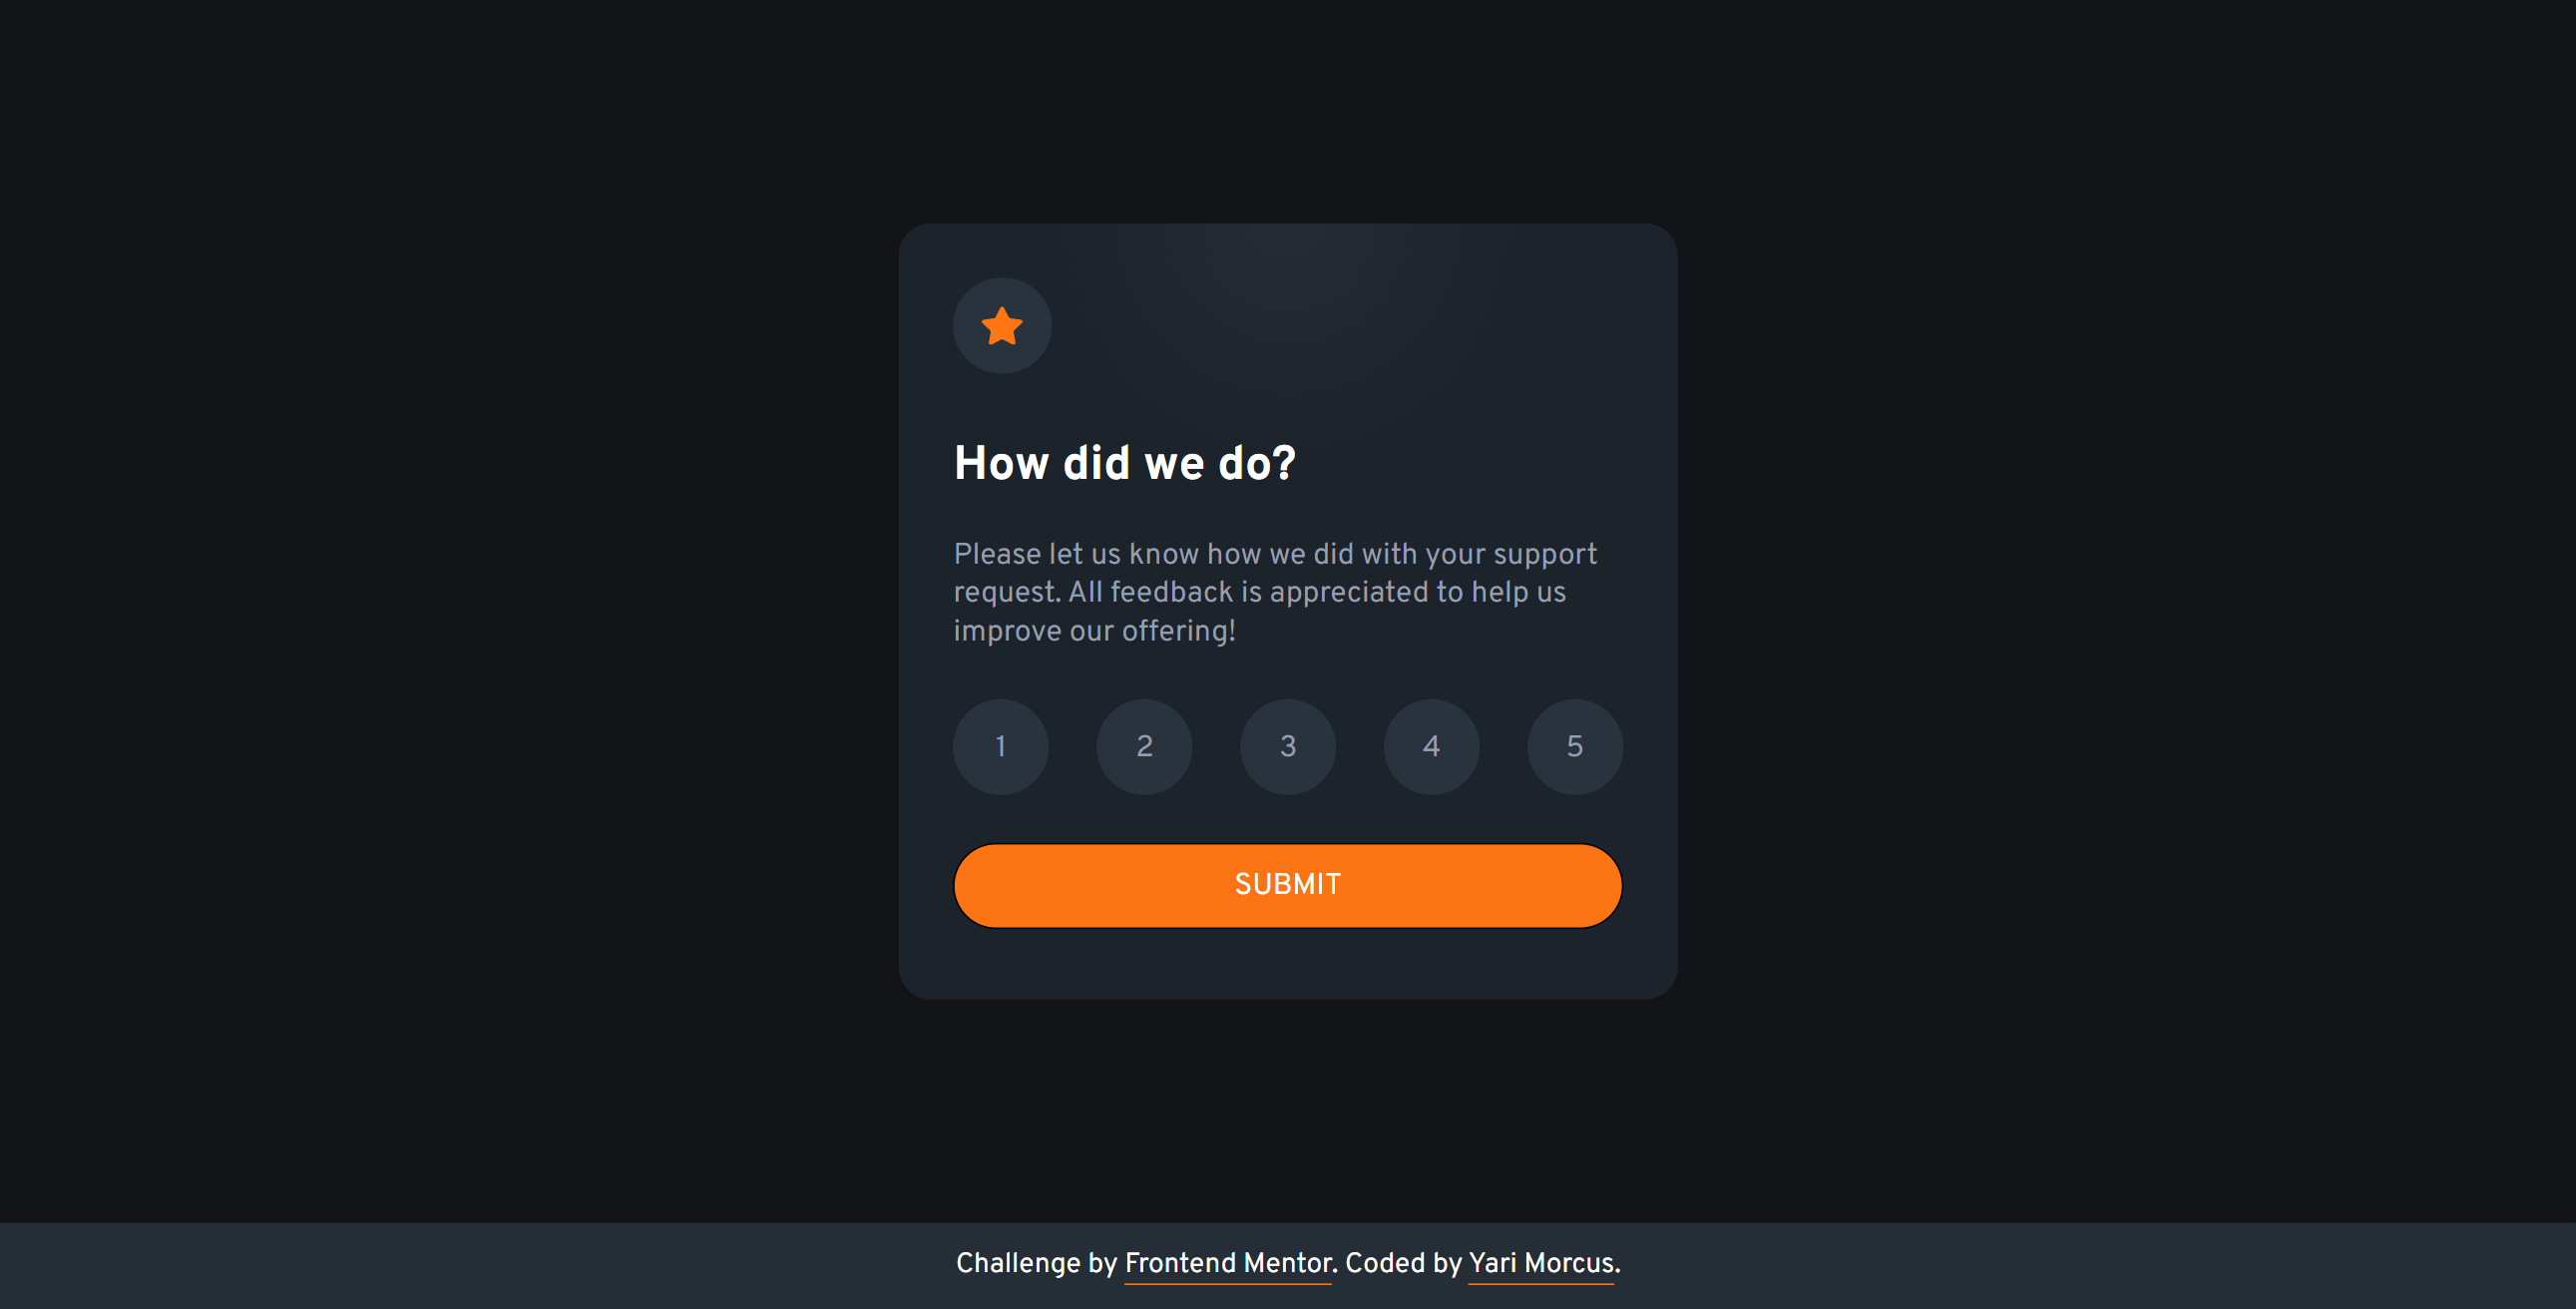 How did we do?
Please let us know how we did with your support
request. All feedback is appreciated to help us
improve our offering!
1 2 3 4 5
SUBMIT
Challenge by Frontend Mentor. Coded by Yari Morcus.